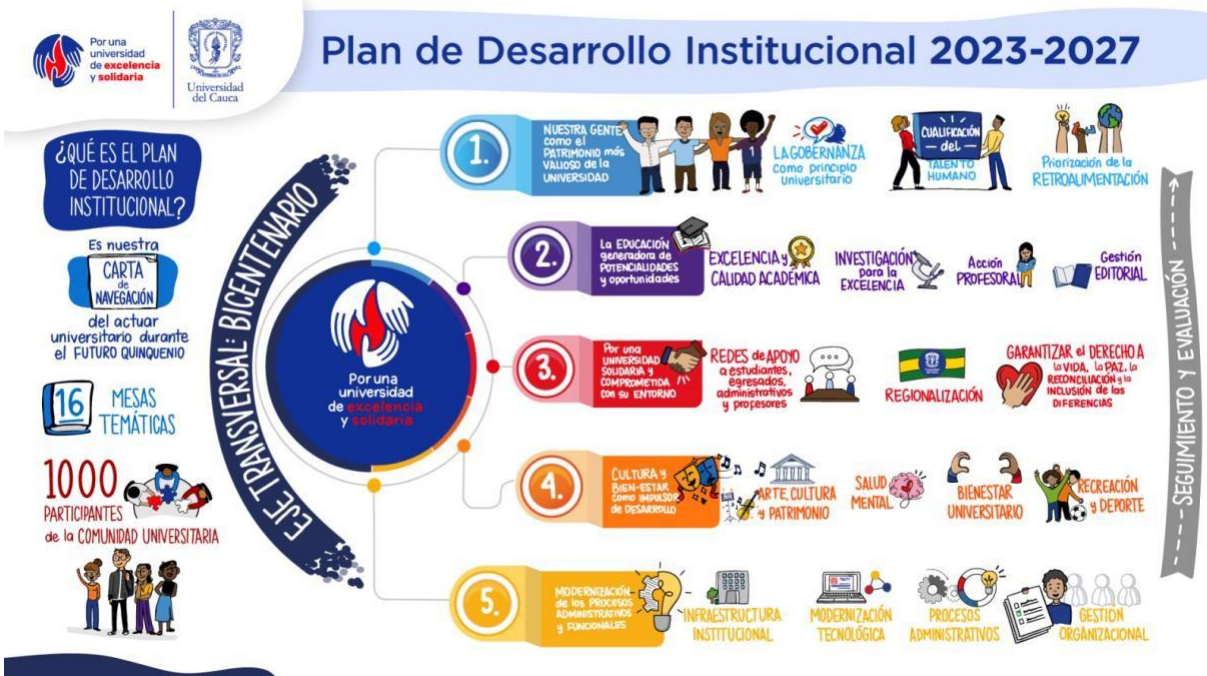 Por una
universidad
de excelencia
y solidaria
Universidad
del Cauca
Plan de Desarrollo Institucional 2023-2027
¿QUÉ ES EL PLAN
DE DESARROLLO
INSTITUCIONAL?
Es nuestra
CARTA
de
NAVEGACIÓN
del actuar
universitario durante
el FUTURO QUINQUENIO
16
MESAS
TEMÁTICAS
1000
PARTICIPANTES
de la COMUNIDAD UNIVERSITARIA
EJE TRANSVERSAL: BICENTENARIO
Por una
universidad
de excelencia
y solidaria
1.
NUESTRA GENTE
como el
PATRIMONIO más
VALIOSO de la
UNIVERSIDAD
1
LA GOBERNANZA
como principio
universitario
CUALIFICACIÓN
del
TALENTO
HUMANO
Priorización de la
RETROALIMENTACIÓN
2.
La EDUCACIÓN
generadora de
POTENCIALIDADES
y oportunidades
EXCELENCIA y
CALIDAD ACADÉMICA
INVESTIGACIÓN
para la
EXCELENCIA
Acción
PROFESORAL
Gestión
EDITORIAL
3.
Por una
UNIVERSIDAD
SOLIDARIA Y
COMPROMETIDA
con su ENTORNO
REDES de APOYO
a estudiantes,
egresados,
administrativos
y profesores
REGIONALIZACIÓN
GARANTIZAR el DERECHO A
la VIDA, la PAZ, la
RECONCILIACIÓN y la
INCLUSIÓN de las
DIFERENCIAS
4.
CULTURA y
BIEN-ESTAR
como IMPULSOR
de DESARROLLO
ARTE, CULTURA
y PATRIMONIO
SALUD
MENTAL
BIENESTAR
UNIVERSITARIO
RECREACIÓN
y DEPORTE
5.
MODERNIZACIÓN
de los PROCESOS
ADMINISTRATIVOS
y FUNCIONALES
INFRAESTRUCTURA
INSTITUCIONAL
MODERNIZACIÓN
TECNOLÓGICA
PROCESOS
ADMINISTRATIVOS
GESTIÓN
ORGANIZACIONAL
SEGUIMIENTO Y EVALUACIÓN